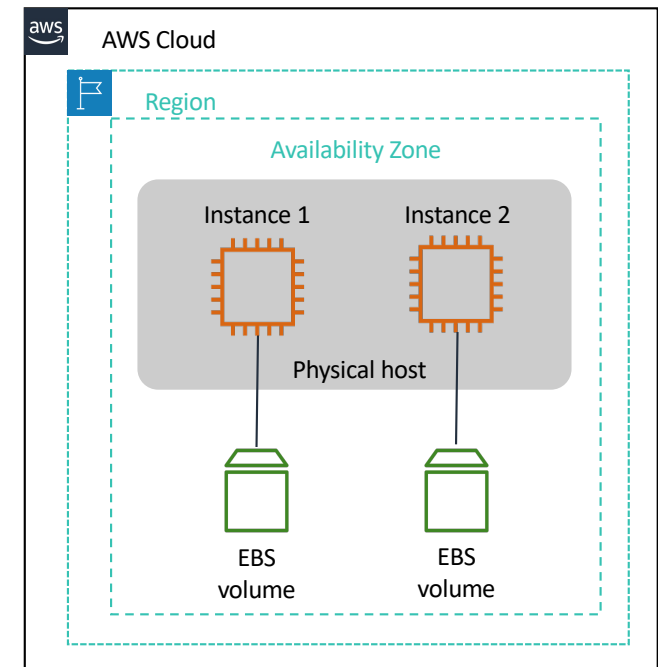 aws
AWS Cloud
Region
Availability Zone
Instance 1
Instance 2
Physical host
EBS
volume
EBS
volume